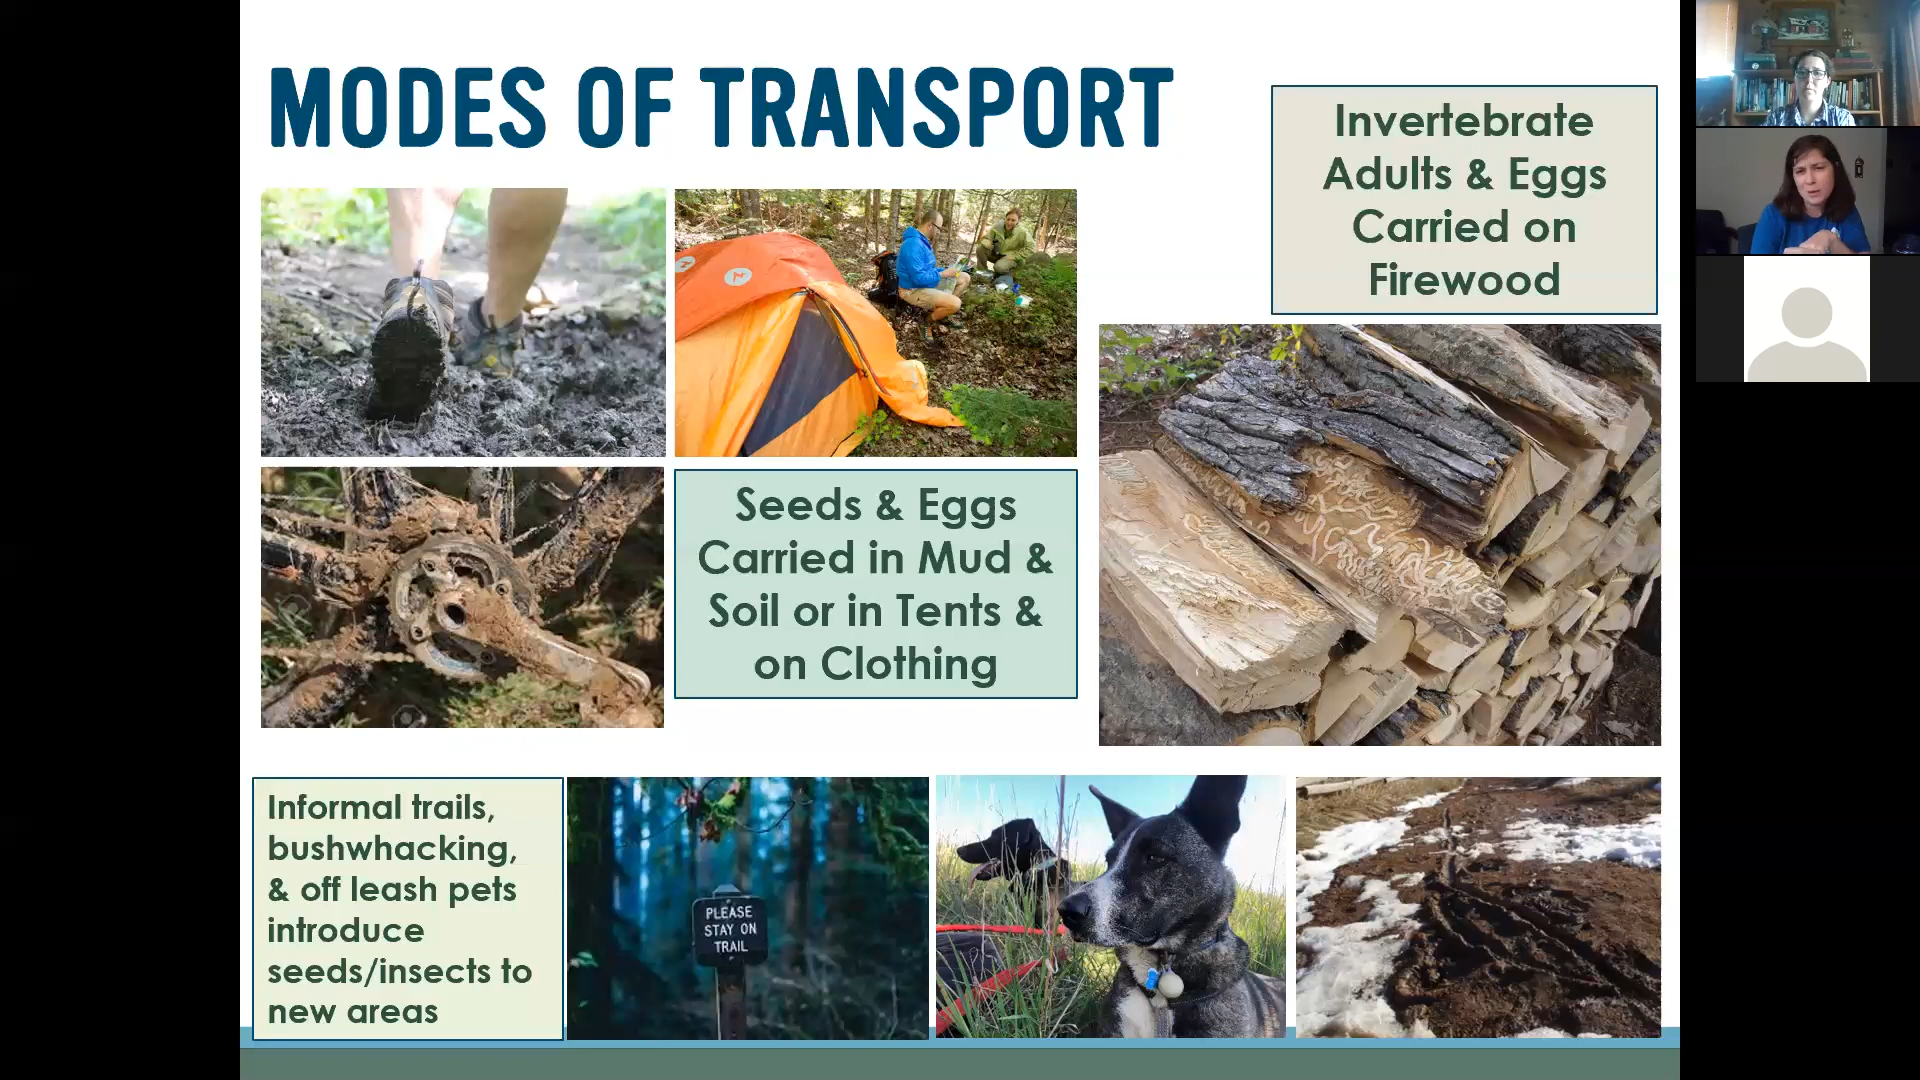 MODES OF TRANSPORT
Invertebrate
Adults & Eggs
Carried on
Firewood
Seeds & Eggs
Carried in Mud &
Soil or in Tents &
on Clothing
Informal trails,
bushwhacking,
& off leash pets
introduce
seeds/insects to
new areas
PLEASE
STAY ON
TRAIL